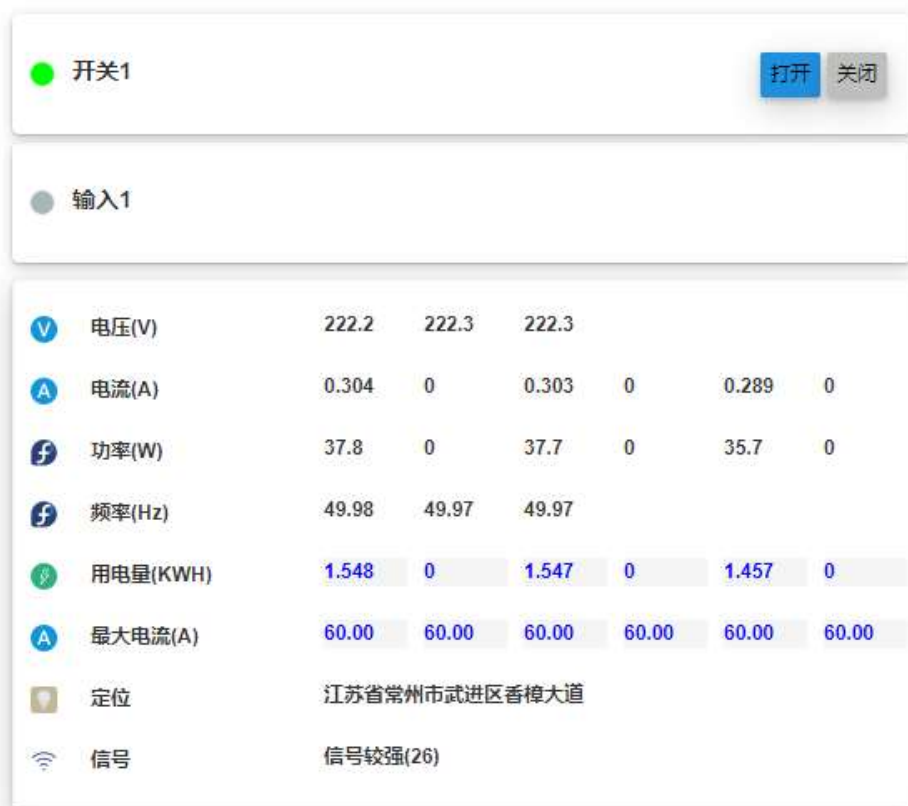 开关1 打开 关闭
输入1
电压(V) 222.2 222.3 222.3
电流(A) 0.304 0 0.303 0 0.289 0
功率(W) 37.8 0 37.7 0 35.7 0
频率(Hz) 49.98 49.97 49.97
用电量(KWH) 1.548 0 1.547 0 1.457 0
最大电流(A) 60.00 60.00 60.00 60.00 60.00 60.00
定位 江苏省常州市武进区香樟大道
信号 信号较强(26)